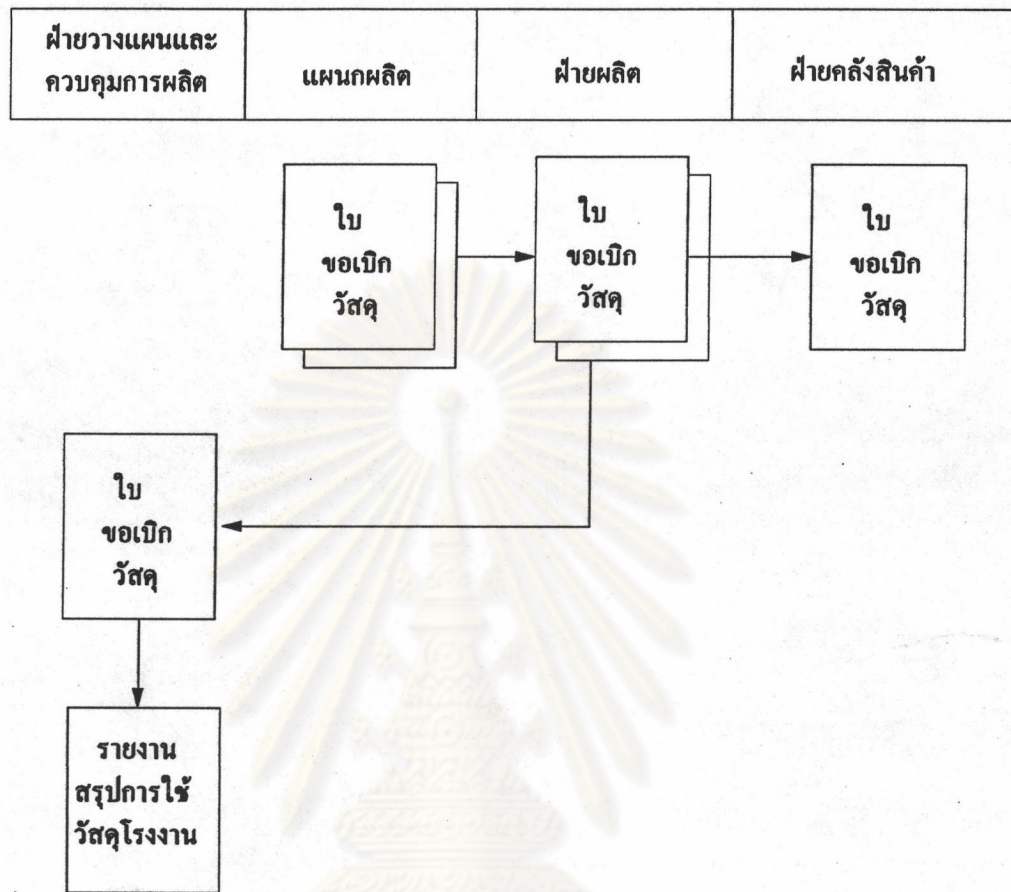 ฝ่ายวางแผนและ
ควบคุมการผลิต
แผนกผลิต
ฝ่ายผลิต
ฝ่ายคลังสินค้า
ใบ
ขอเบิก
วัสดุ
ใบ
ขอเบิก
วัสดุ
ใบ
ขอเบิก
วัสดุ
ใบ
ขอเบิก
วัสดุ
รายงาน
สรุปการใช้
วัสดุโรงงาน